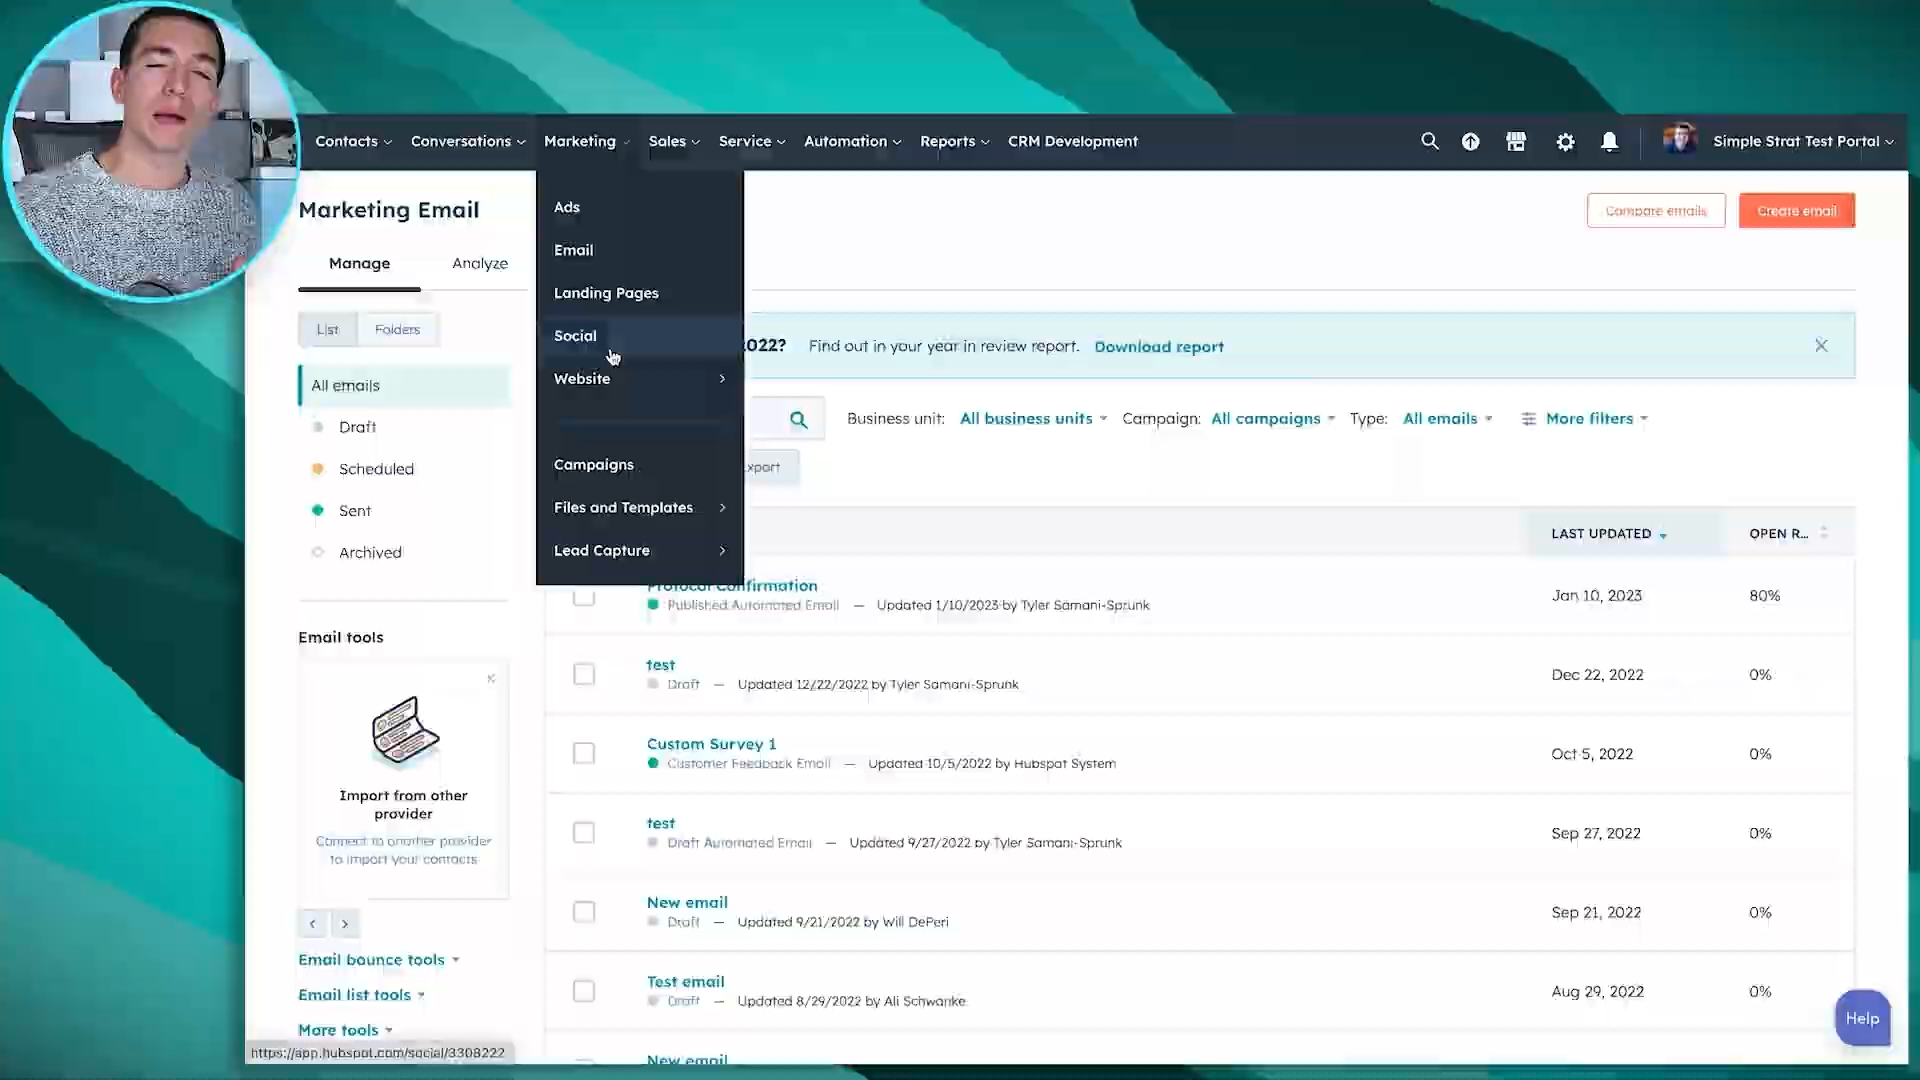 Contacts Conversations Marketing Sales Service Automation Reports CRM Development Simple Strat Test Portal
Marketing Email
Compare emails Create email
Manage Analyze
List Folders
All emails
Draft
Scheduled
Sent
Archived
Email tools
Import from other
provider
Connect to another provider
to import your contacts
Email bounce tools
Email list tools
More tools
https://app.hubspot.com/social/3308222
Ads
Email
Landing Pages
Social
Website
Campaigns
Files and Templates
Lead Capture
2022? Find out in your year in review report. Download report
Business unit: All business units Campaign: All campaigns Type: All emails More filters
xport
LAST UPDATED OPEN R...
Protocol Confirmation
Published Automated Email — Updated 1/10/2023 by Tyler Samani-Sprunk
Jan 10, 2023 80%
test
Draft — Updated 12/22/2022 by Tyler Samani-Sprunk
Dec 22, 2022 0%
Custom Survey 1
Customer Feedback Email — Updated 10/5/2022 by Hubspot System
Oct 5, 2022 0%
test
Draft Automated Email — Updated 9/27/2022 by Tyler Samani-Sprunk
Sep 27, 2022 0%
New email
Draft — Updated 9/21/2022 by Will DePeri
Sep 21, 2022 0%
Test email
Draft — Updated 8/29/2022 by Ali Schwanke
Aug 29, 2022 0%
New email
Help